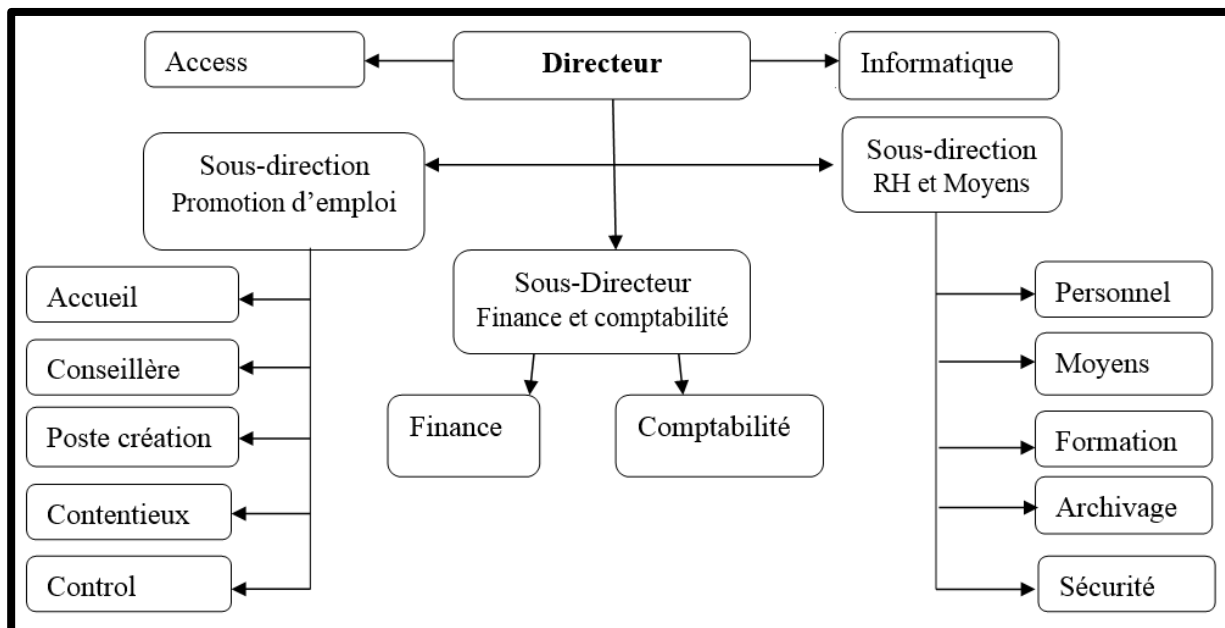 Access
Directeur
Informatique
Sous-direction
Promotion d’emploi
Sous-direction
RH et Moyens
Sous-Directeur
Finance et comptabilité
Accueil
Conseillère
Poste création
Contentieux
Control
Finance
Comptabilité
Personnel
Moyens
Formation
Archivage
Sécurité